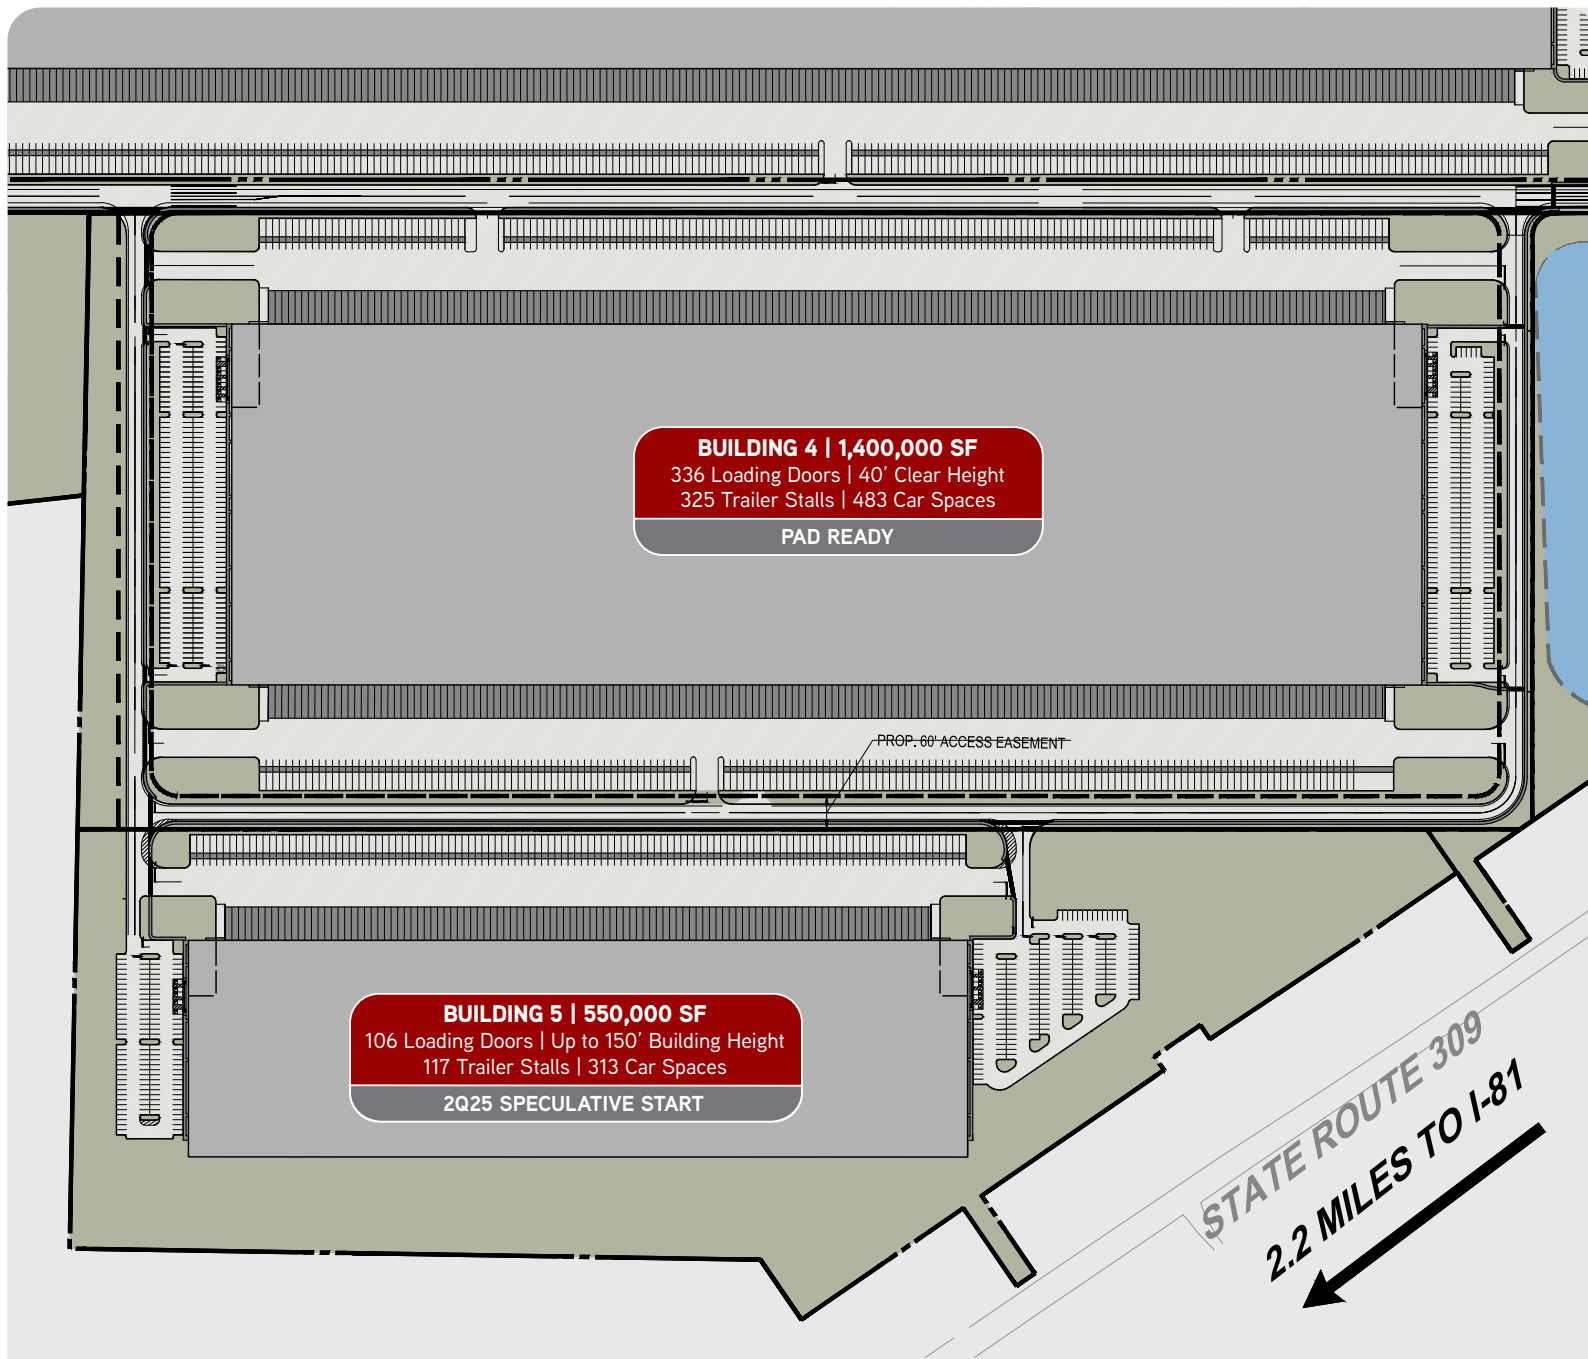 BUILDING 4 | 1,400,000 SF
336 Loading Doors | 40' Clear Height
325 Trailer Stalls | 483 Car Spaces
PAD READY
PROP. 60' ACCESS EASEMENT
BUILDING 5 | 550,000 SF
106 Loading Doors | Up to 150' Building Height
117 Trailer Stalls | 313 Car Spaces
2Q25 SPECULATIVE START
STATE ROUTE 309
2.2 MILES TO I-81